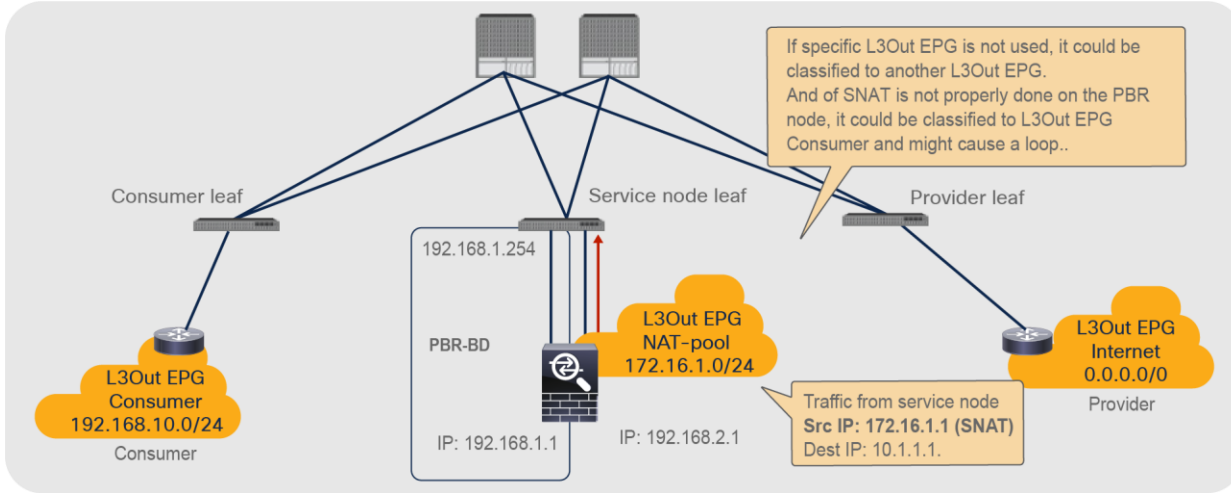 If specific L3Out EPG is not used, it could be
classified to another L3Out EPG.
And of SNAT is not properly done on the PBR
node, it could be classified to L3Out EPG
Consumer and might cause a loop..
Consumer leaf
Service node leaf
Provider leaf
192.168.1.254
PBR-BD
L3Out EPG
NAT-pool
172.16.1.0/24
L3Out EPG
Internet
0.0.0.0/0
Provider
L3Out EPG
Consumer
192.168.10.0/24
Consumer
IP: 192.168.1.1
IP: 192.168.2.1
Traffic from service node
Src IP: 172.16.1.1 (SNAT)
Dest IP: 10.1.1.1.